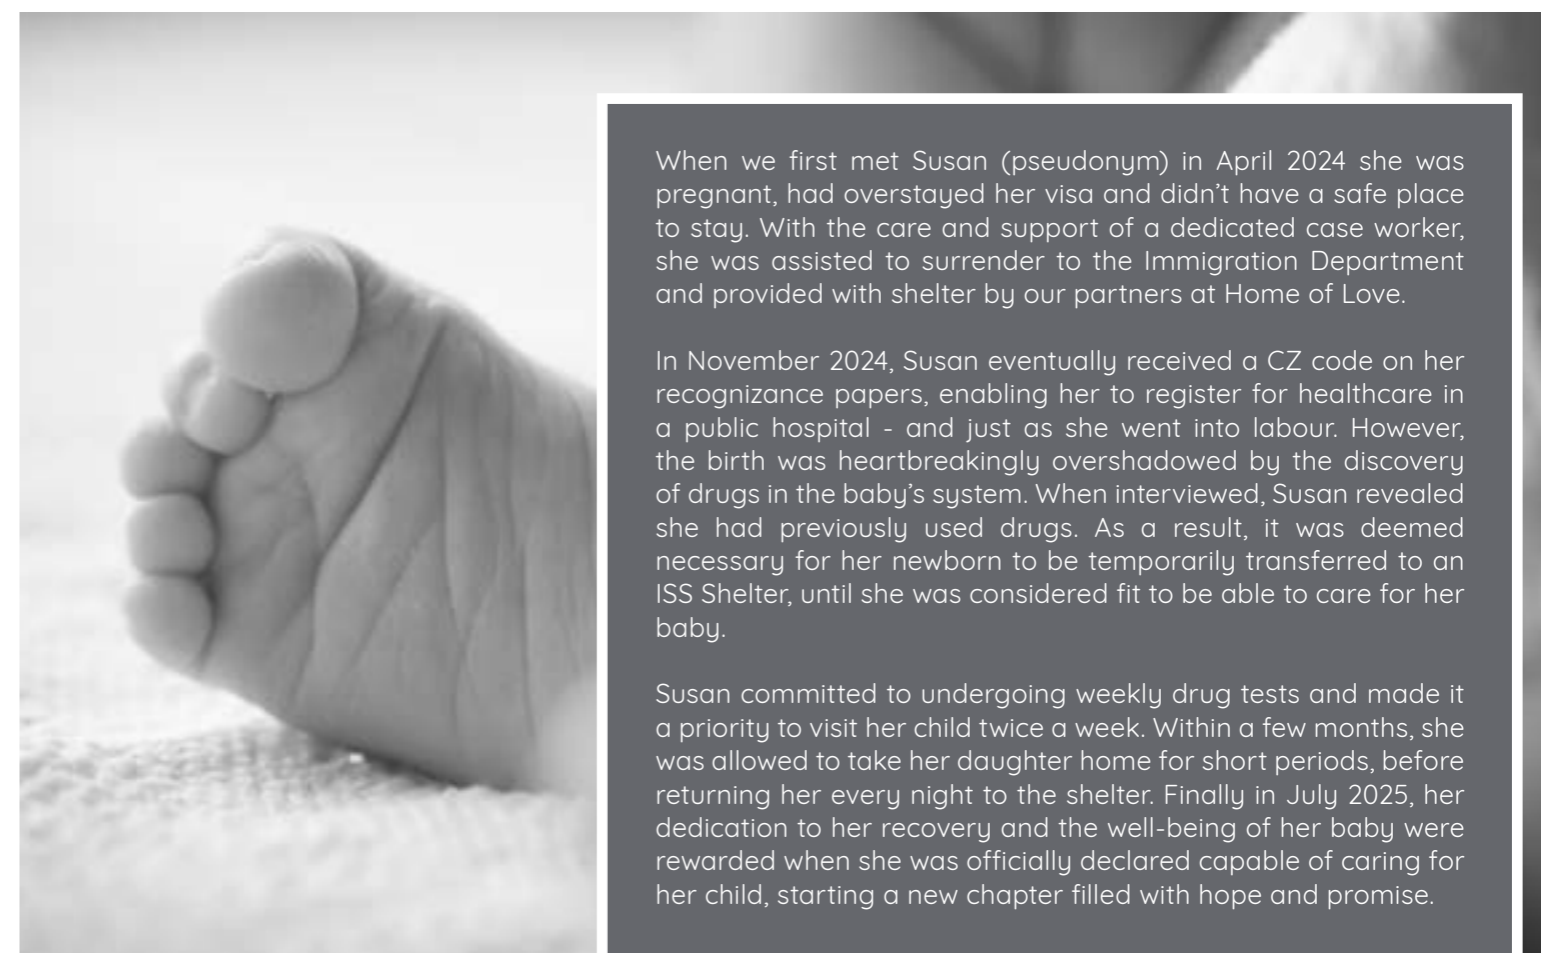 When we first met Susan (pseudonym) in April 2024 she was
pregnant, had overstayed her visa and didn’t have a safe place
to stay. With the care and support of a dedicated case worker,
she was assisted to surrender to the Immigration Department
and provided with shelter by our partners at Home of Love.
In November 2024, Susan eventually received a CZ code on her
recognizance papers, enabling her to register for healthcare in
a public hospital - and just as she went into labour. However,
the birth was heartbreakingly overshadowed by the discovery
of drugs in the baby’s system. When interviewed, Susan revealed
she had previously used drugs. As a result, it was deemed
necessary for her newborn to be temporarily transferred to an
ISS Shelter, until she was considered fit to be able to care for her
baby.
Susan committed to undergoing weekly drug tests and made it
a priority to visit her child twice a week. Within a few months, she
was allowed to take her daughter home for short periods, before
returning her every night to the shelter. Finally in July 2025, her
dedication to her recovery and the well-being of her baby were
rewarded when she was officially declared capable of caring for
her child, starting a new chapter filled with hope and promise.